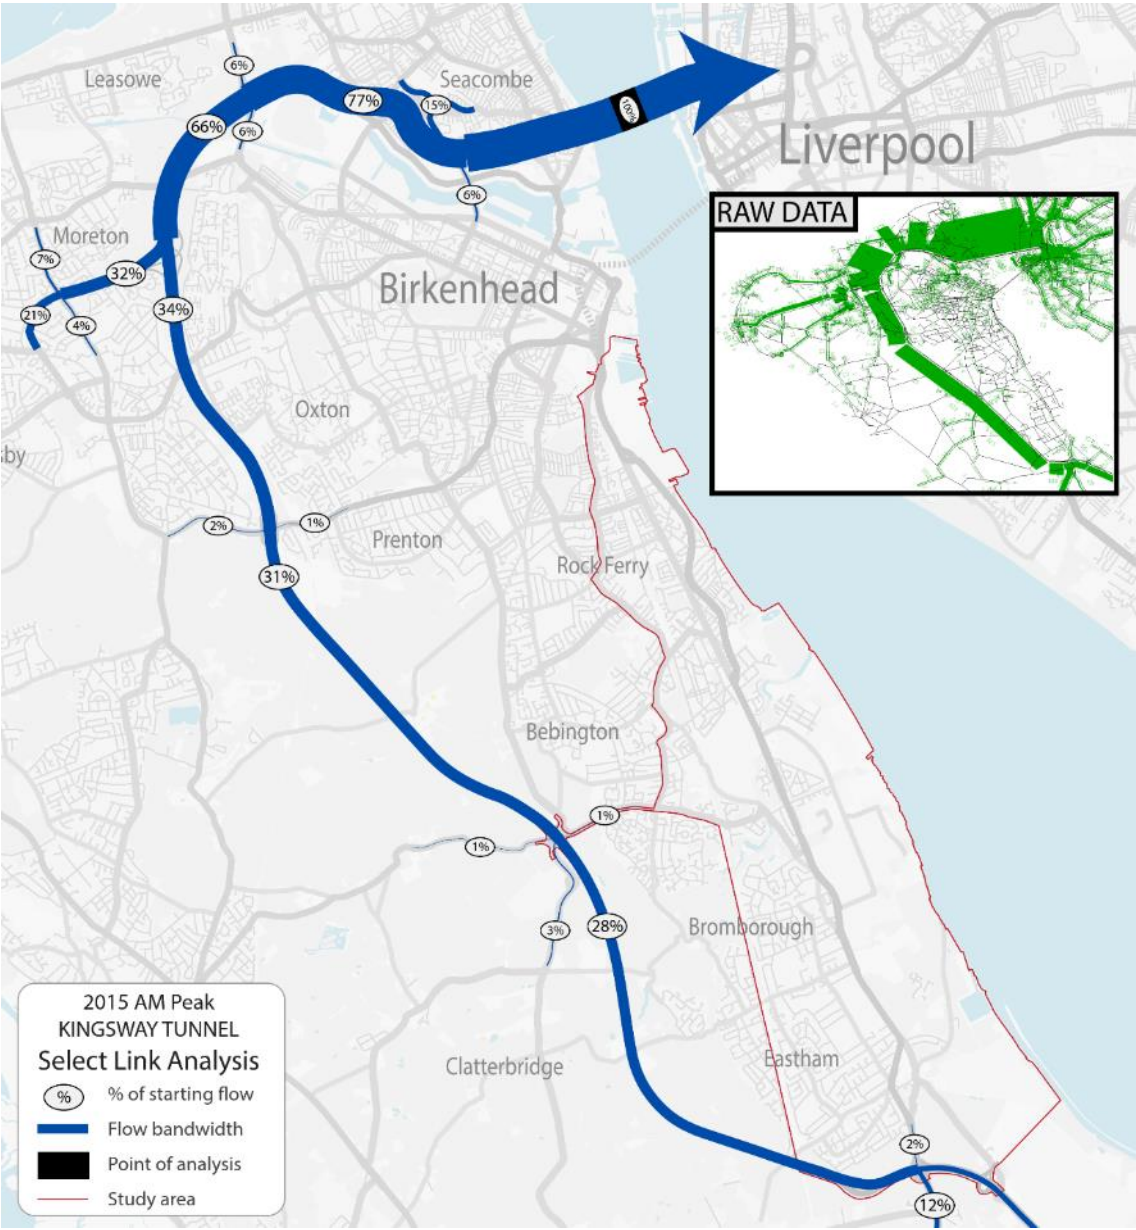 6%
Leasowe
Seacombe
77%
15%
100%
66%
6%
Liverpool
6%
RAW DATA
Moreton
7%
32%
Birkenhead
21%
4%
34%
Oxton
sby
2%
1%
Prenton
31%
Rock Ferry
Bebington
1%
1%
28%
3%
Bromborough
2015 AM Peak
KINGSWAY TUNNEL
Select Link Analysis
% % of starting flow
Flow bandwidth
Point of analysis
Study area
Clatterbridge
Eastham
2%
12%